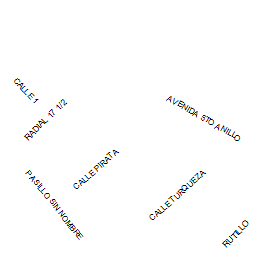 CALLE 1
RADIAL 17 1/2
AVENIDA 5TO ANILLO
CALLE PIRATA
PASILLO SIN NOMBRE
CALLE TURQUEZA
RUTILLO